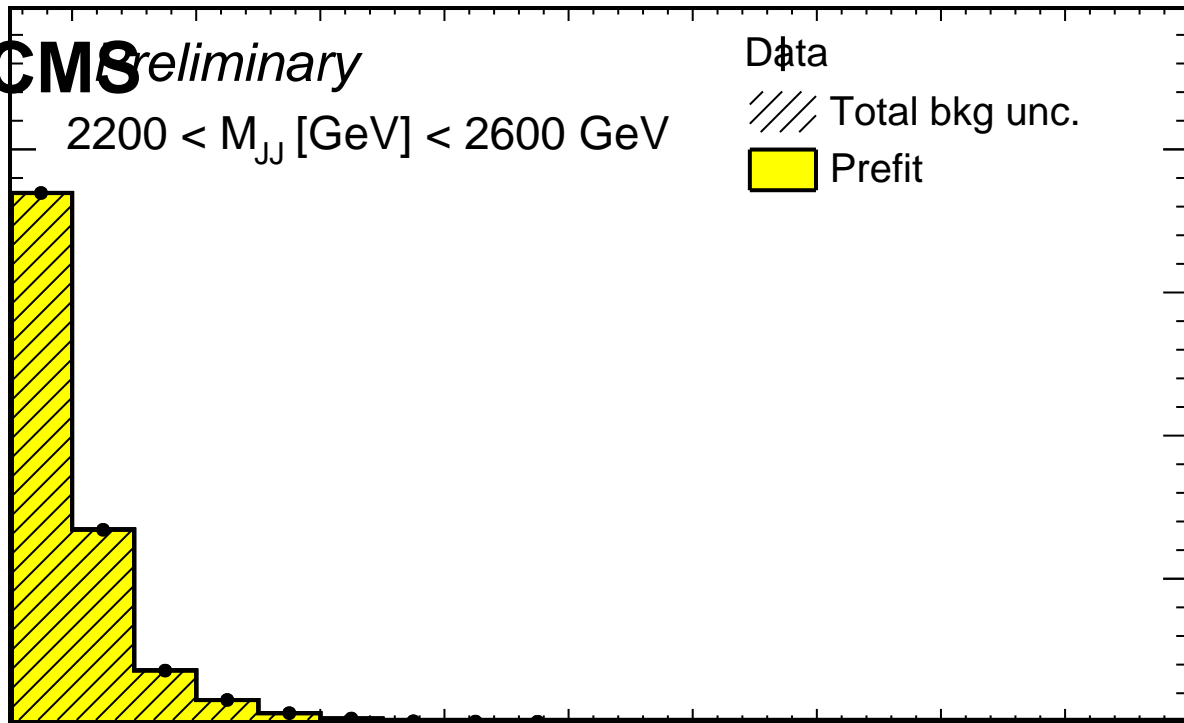 CMS Preliminary
2200 < M_JJ [GeV] < 2600 GeV
Data
Total bkg unc.
Prefit